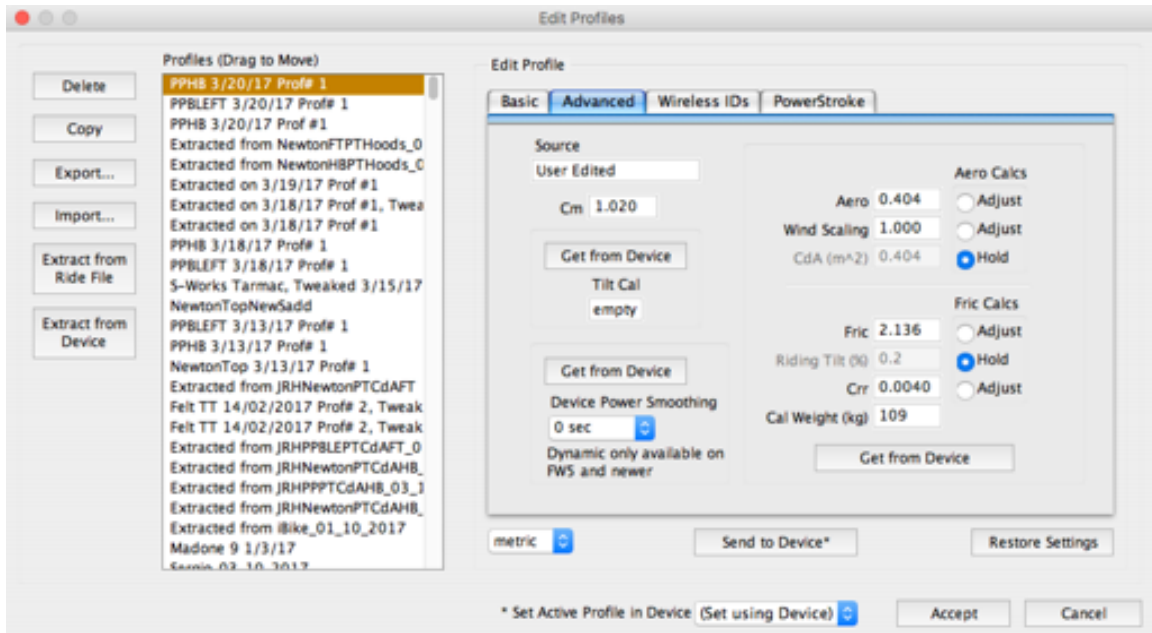 Edit Profiles
Delete
Copy
Export...
Import...
Extract from
Ride File
Extract from
Device
Profiles (Drag to Move)
PPHB 3/20/17 Prof# 1
PPBLEFT 3/20/17 Prof# 1
PPHB 3/20/17 Prof #1
Extracted from NewtonFTPTHoods_0
Extracted from NewtonHBPTHoods_0
Extracted on 3/19/17 Prof #1
Extracted on 3/18/17 Prof #1, Twea
Extracted on 3/18/17 Prof #1
PPHB 3/18/17 Prof# 1
PPBLEFT 3/18/17 Prof# 1
S-Works Tarmac, Tweaked 3/15/17
NewtonTopNewSadd
PPBLEFT 3/13/17 Prof# 1
PPHB 3/13/17 Prof# 1
NewtonTop 3/13/17 Prof# 1
Extracted from JRHNewtonPTCdAFT
Felt TT 14/02/2017 Prof# 2, Tweak
Felt TT 14/02/2017 Prof# 2, Tweak
Extracted from JRHPPBLEPTCdAFT_0
Extracted from JRHNewtonPTCdAHB_
Extracted from JRHPPPTCdAHB_03_1
Extracted from JRHNewtonPTCdAHB_
Extracted from iBike_01_10_2017
Madone 9 1/3/17
Sergio 03 10 2017
Edit Profile
Basic Advanced Wireless IDs PowerStroke
Source
User Edited
Cm 1.020
Get from Device
Tilt Cal
empty
Get from Device
Device Power Smoothing
0 sec
Dynamic only available on
FW5 and newer
Aero Calcs
Aero 0.404 Adjust
Wind Scaling 1.000 Adjust
CdA (m^2) 0.404 Hold
Fric Calcs
Fric 2.136 Adjust
Riding Tilt (%) 0.2 Hold
Crr 0.0040 Adjust
Cal Weight (kg) 109
Get from Device
metric Send to Device* Restore Settings
* Set Active Profile in Device (Set using Device) Accept Cancel